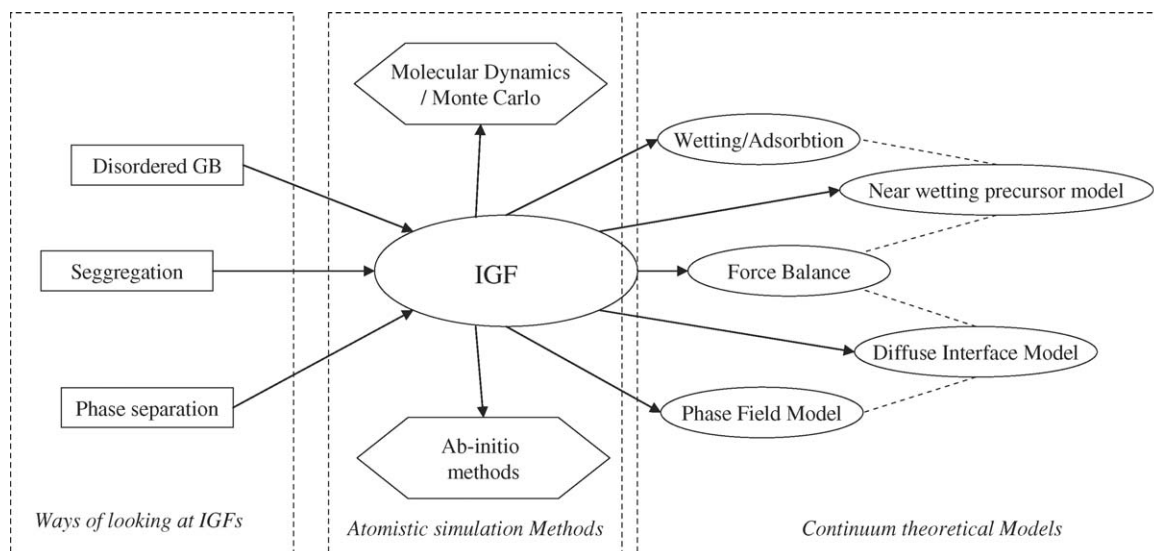 Disordered GB
Seggregation
Phase separation
Ways of looking at IGFs
Molecular Dynamics
/ Monte Carlo
IGF
Ab-initio
methods
Atomistic simulation Methods
Wetting/Adsorbtion
Near wetting precursor model
Force Balance
Diffuse Interface Model
Phase Field Model
Continuum theoretical Models